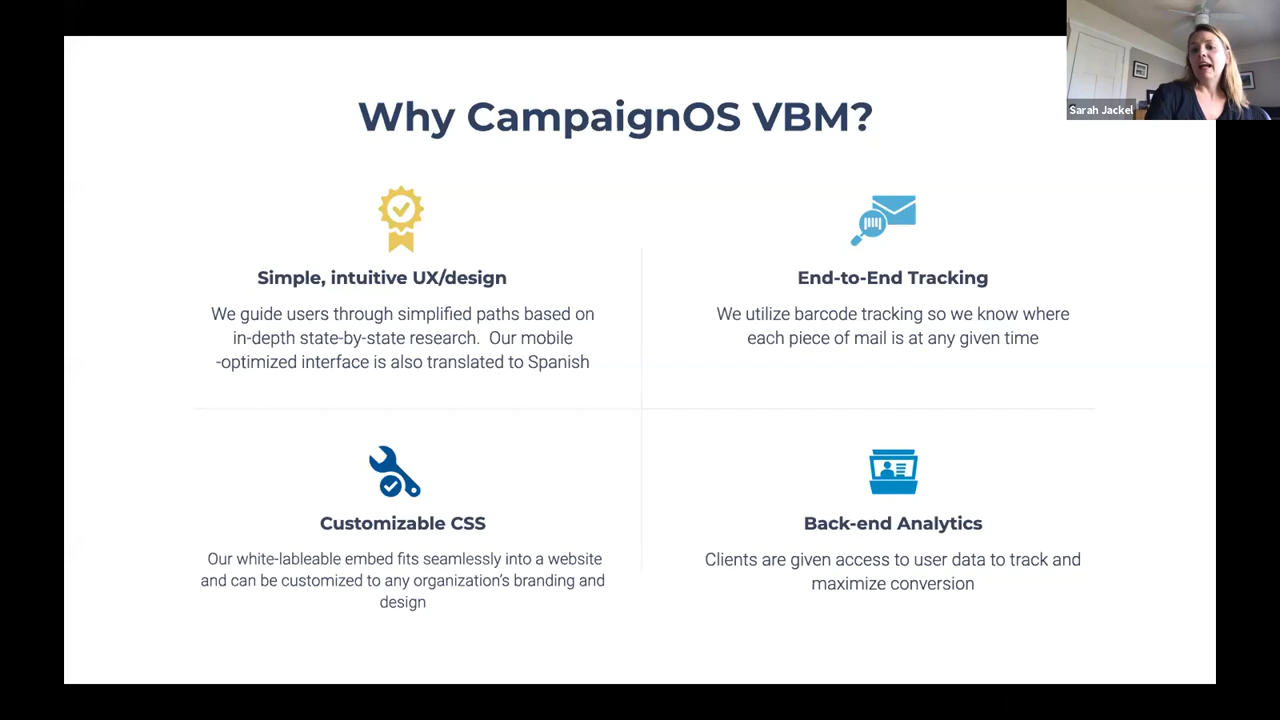 Why CampaignOS VBM?
Sarah Jackel
Simple, intuitive UX/design
We guide users through simplified paths based on
in-depth state-by-state research.  Our mobile
-optimized interface is also translated to Spanish
End-to-End Tracking
We utilize barcode tracking so we know where
each piece of mail is at any given time
Customizable CSS
Our white-lableable embed fits seamlessly into a website
and can be customized to any organization's branding and
design
Back-end Analytics
Clients are given access to user data to track and
maximize conversion